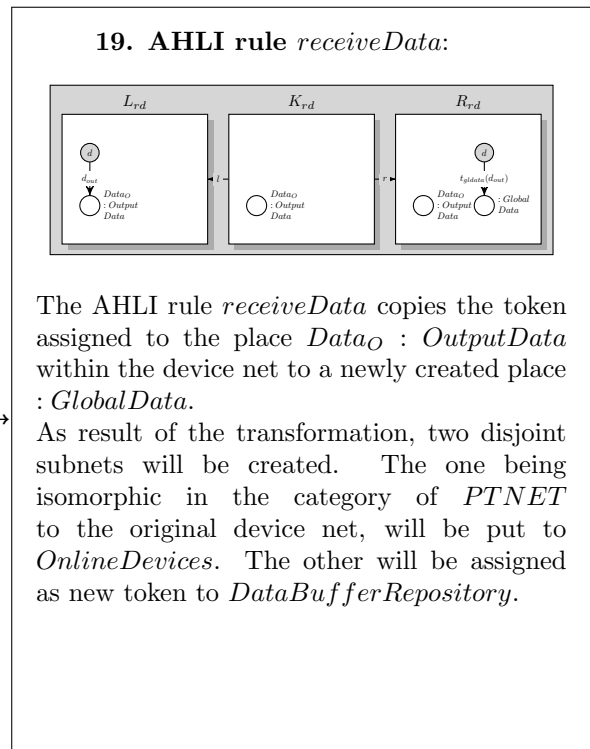 19. AHLI rule receiveData:
L_rd K_rd R_rd
d d
d_out l r t_gldata(d_out)
Data_O Data_O Data_O : Global
: Output : Output : Output Data
Data Data Data
The AHLI rule receiveData copies the token
assigned to the place Data_O : OutputData
within the device net to a newly created place
: GlobalData.
As result of the transformation, two disjoint
subnets will be created. The one being
isomorphic in the category of PTNET
to the original device net, will be put to
OnlineDevices. The other will be assigned
as new token to DataBufferRepository.